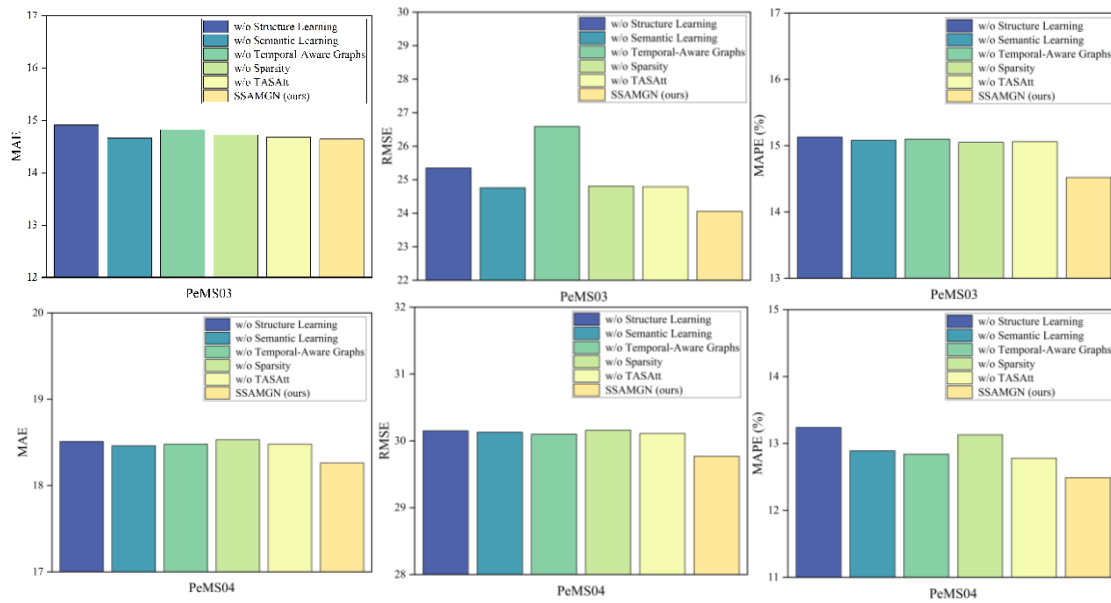 17
16
15
14
13
12
MAE
w/o Structure Learning
w/o Semantic Learning
w/o Temporal-Aware Graphs
w/o Sparsity
w/o TASAtt
SSAMGN (ours)
PeMS03
30
29
28
27
26
25
24
23
22
RMSE
w/o Structure Learning
w/o Semantic Learning
w/o Temporal-Aware Graphs
w/o Sparsity
w/o TASAtt
SSAMGN (ours)
PeMS03
17
16
15
14
13
MAPE (%)
w/o Structure Learning
w/o Semantic Learning
w/o Temporal-Aware Graphs
w/o Sparsity
w/o TASAtt
SSAMGN (ours)
PeMS03
20
19
18
17
MAE
w/o Structure Learning
w/o Semantic Learning
w/o Temporal-Aware Graphs
w/o Sparsity
w/o TASAtt
SSAMGN (ours)
PeMS04
32
31
30
29
28
RMSE
w/o Structure Learning
w/o Semantic Learning
w/o Temporal-Aware Graphs
w/o Sparsity
w/o TASAtt
SSAMGN (ours)
PeMS04
15
14
13
12
11
MAPE (%)
w/o Structure Learning
w/o Semantic Learning
w/o Temporal-Aware Graphs
w/o Sparsity
w/o TASAtt
SSAMGN (ours)
PeMS04